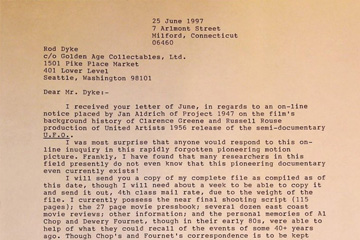 25 June 1997
7 Arlmont Street
Milford, Connecticut
06460
Rod Dyke
c/o Golden Age Collectables, Ltd.
1501 Pike Place Market
401 Lower Level
Seattle, Washington 98101
Dear Mr. Dyke:-
I received your letter of June, in regards to an on-line
notice placed by Jan Aldrich of Project 1947 on the film's
background history of Clarence Greene and Russell Rouse
production of United Artists 1956 release of the semi-documentary
U.F.O..
I was most surprise that anyone would respond to this on-
line inquiry in this rapidly forgotten pioneering motion
picture. Frankly, I have found that many researchers in this
field presently do not even know that this pioneering documentary
even exists!
I will send you a copy of my complete file as compiled as of
this date, though I will need about a week to be able to copy it
and send it out, 4th class mail rate, due to the weight of the
file. I currently possess the near final shooting script (115
pages); the 27 page movie pressbook; several dozen east coast
movie reviews; other information; and the personal memories of Al
Chop and Dewey Fournet, though in their early 80s, were able to
help of what they could recall of the events of some 40+ years
ago. Though Chop's and Fournet's correspondence is to be kept